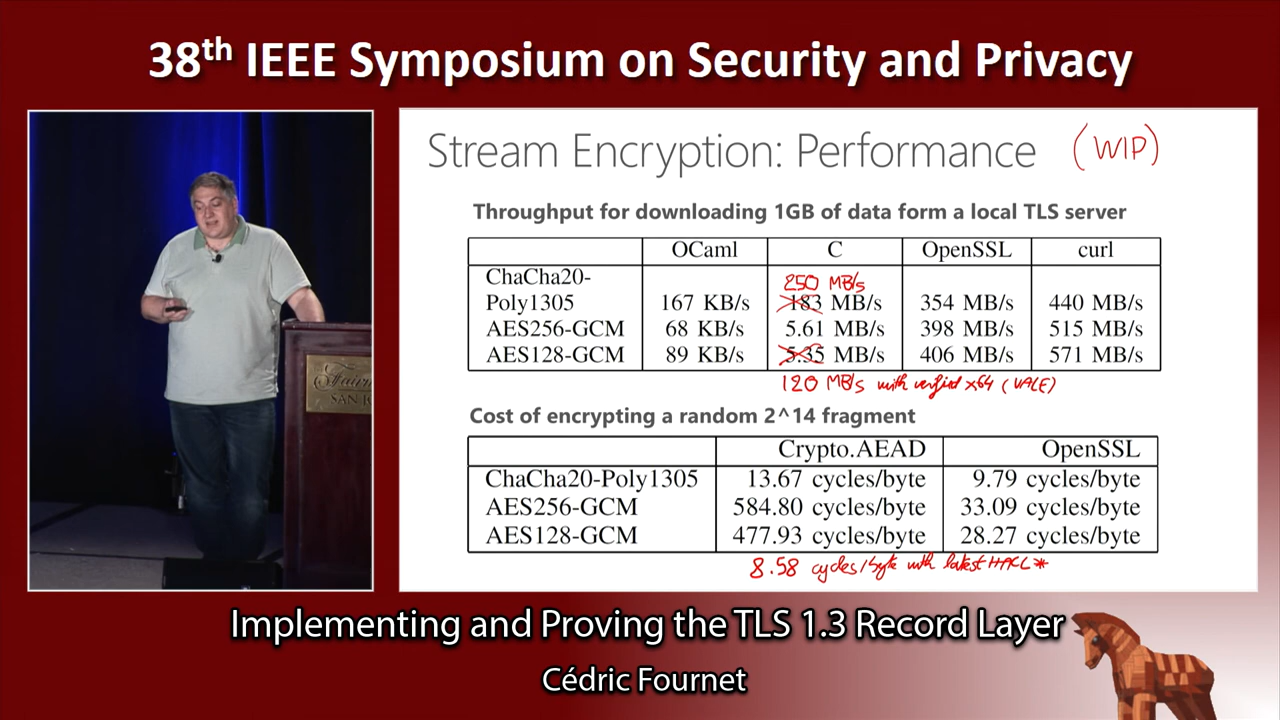 38th IEEE Symposium on Security and Privacy
Stream Encryption: Performance (WIP)
Throughput for downloading 1GB of data form a local TLS server
OCaml C OpenSSL curl
ChaCha20- 250 MB/s
Poly1305 167 KB/s 183 MB/s 354 MB/s 440 MB/s
AES256-GCM 68 KB/s 5.61 MB/s 398 MB/s 515 MB/s
AES128-GCM 89 KB/s 5.35 MB/s 406 MB/s 571 MB/s
120 MB/s with verified x64 (VALE)
Cost of encrypting a random 2^14 fragment
Crypto.AEAD OpenSSL
ChaCha20-Poly1305 13.67 cycles/byte 9.79 cycles/byte
AES256-GCM 584.80 cycles/byte 33.09 cycles/byte
AES128-GCM 477.93 cycles/byte 28.27 cycles/byte
8.58 cycles/byte with latest HACL*
SAN J
Implementing and Proving the TLS 1.3 Record Layer
Cédric Fournet